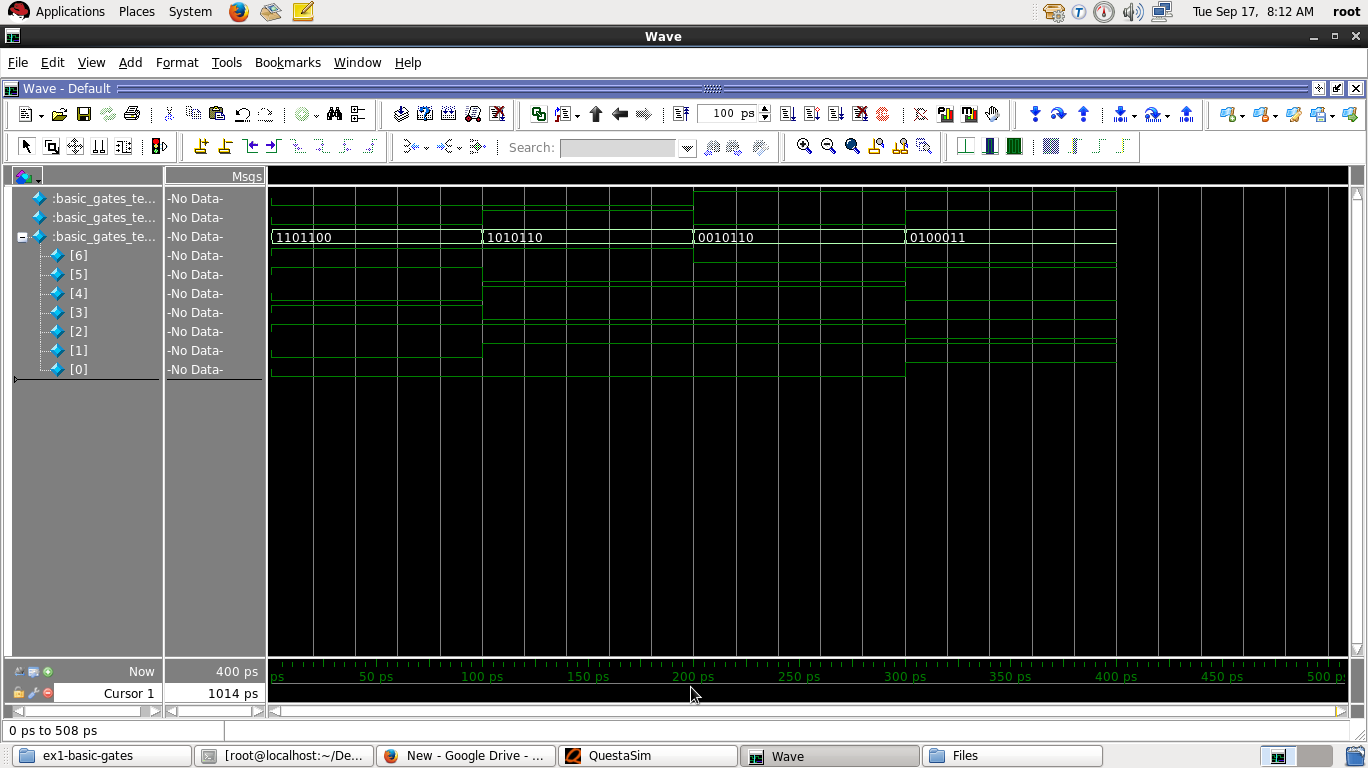 Applications Places System Tue Sep 17, 8:12 AM root
Wave
File Edit View Add Format Tools Bookmarks Window Help
Wave - Default
100 ps
Search:
Msgs
:basic_gates_te... -No Data-
:basic_gates_te... -No Data-
:basic_gates_te... -No Data- 1101100 1010110 0010110 0100011
[6] -No Data-
[5] -No Data-
[4] -No Data-
[3] -No Data-
[2] -No Data-
[1] -No Data-
[0] -No Data-
Now 400 ps ps 50 ps 100 ps 150 ps 200 ps 250 ps 300 ps 350 ps 400 ps 450 ps 500 ps
Cursor 1 1014 ps
0 ps to 508 ps
ex1-basic-gates [root@localhost:~/De... New - Google Drive - ... QuestaSim Wave Files